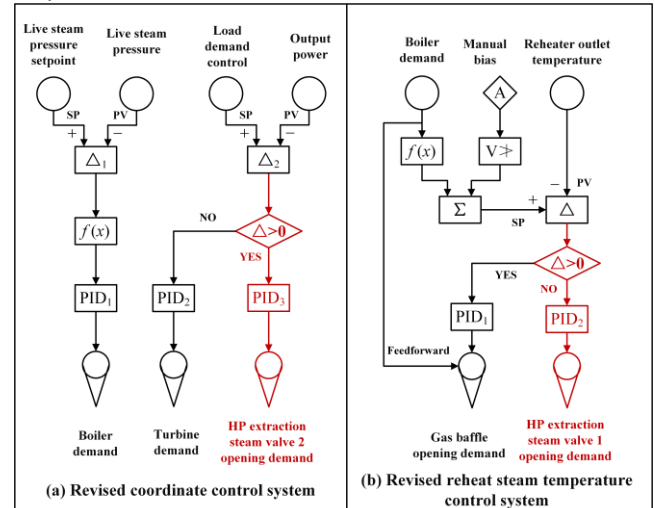 Live steam
pressure
setpoint
Live steam
pressure
Load
demand
control
Output
power
SP
PV
SP
PV
+
−
+
−
△₁
△₂
f(x)
NO
△>0
YES
PID₁
PID₂
PID₃
Boiler
demand
Turbine
demand
HP extraction
steam valve 2
opening demand
(a) Revised coordinate control system
Boiler
demand
Manual
bias
Reheater outlet
temperature
A
f(x)
V≯
−
PV
Σ
+
SP
△
△>0
YES
NO
PID₁
PID₂
Feedforward
Gas baffle
opening demand
HP extraction
steam valve 1
opening demand
(b) Revised reheat steam temperature
control system